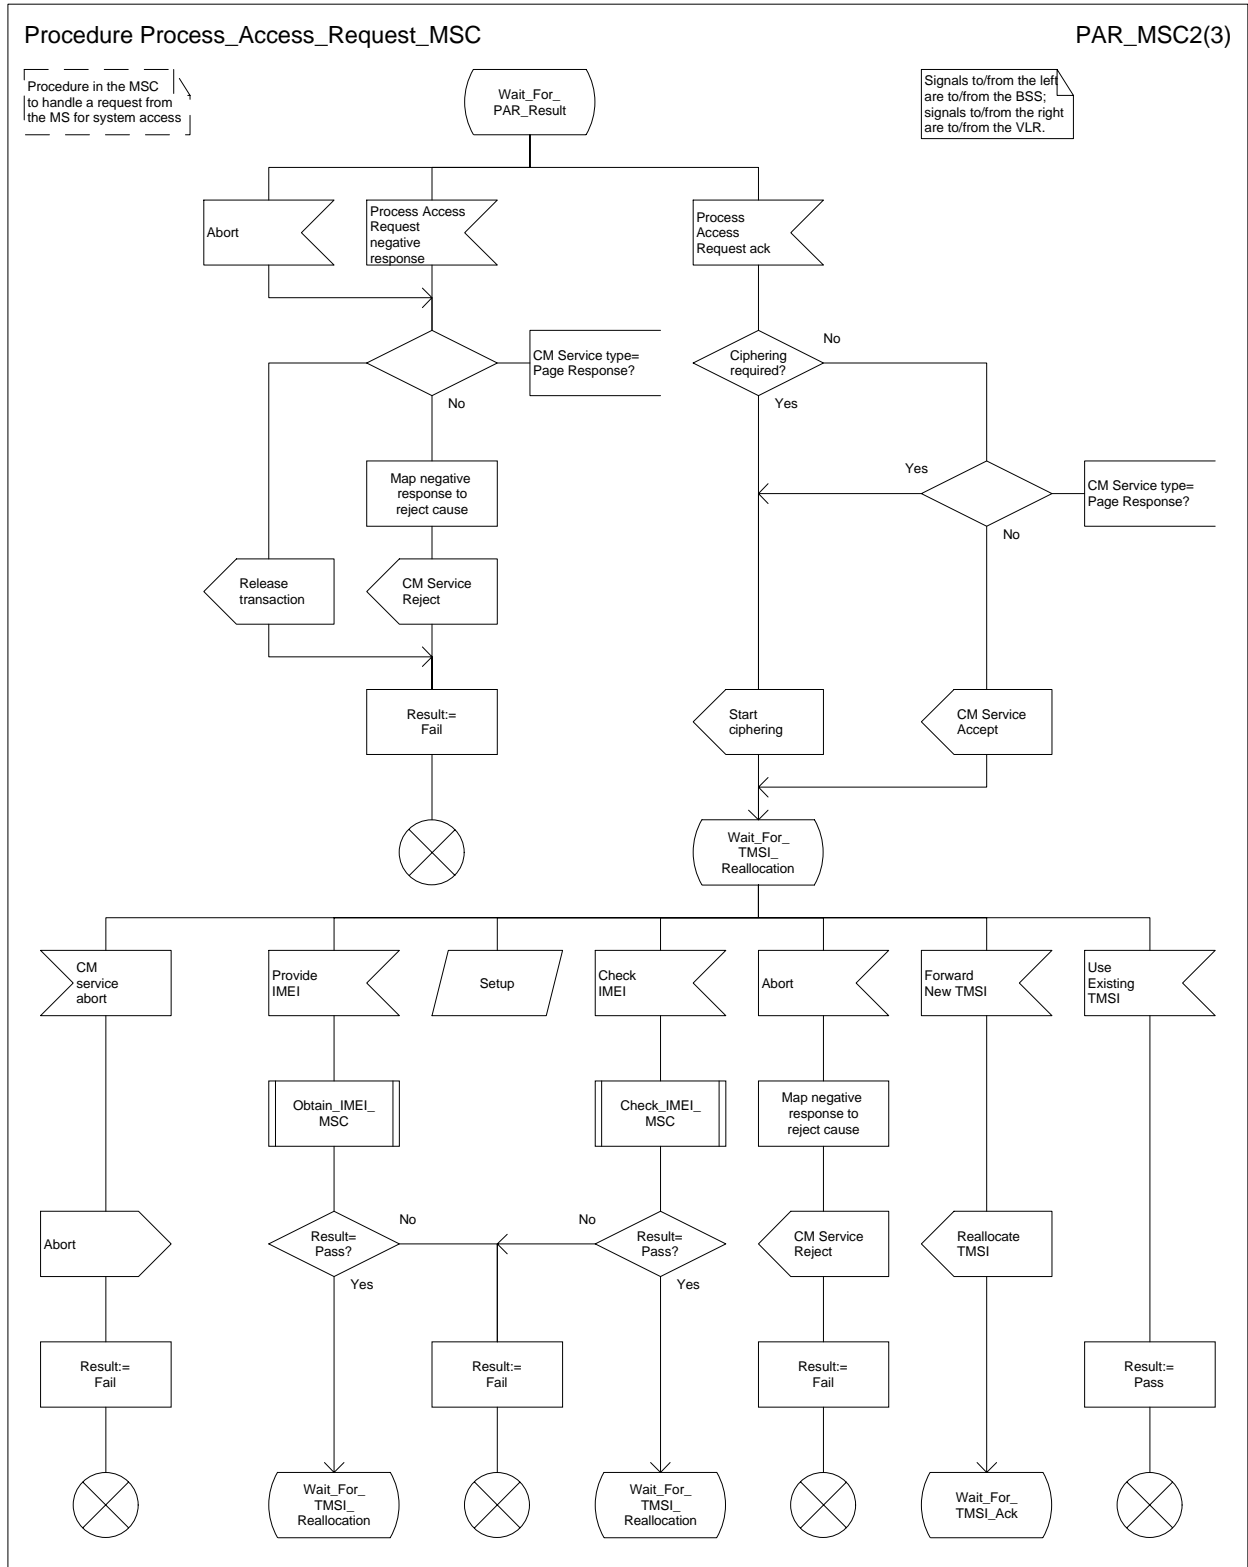 Procedure Process_Access_Request_MSC
PAR_MSC2(3)
Procedure in the MSC
to handle a request from
the MS for system access
Wait_For_
PAR_Result
Signals to/from the left
are to/from the BSS;
signals to/from the right
are to/from the VLR.
Abort
Process Access
Request
negative
response
Process
Access
Request ack
CM Service type=
Page Response?
No
Ciphering
required?
No
Yes
Map negative
response to
reject cause
Yes
CM Service type=
Page Response?
No
Release
transaction
CM Service
Reject
Result:=
Fail
Start
ciphering
CM Service
Accept
Wait_For_
TMSI_
Reallocation
CM
service
abort
Provide
IMEI
Setup
Check
IMEI
Abort
Forward
New TMSI
Use
Existing
TMSI
Obtain_IMEI_
MSC
Check_IMEI_
MSC
Map negative
response to
reject cause
Abort
Result=
Pass?
No
Yes
No
Result=
Pass?
Yes
CM Service
Reject
Reallocate
TMSI
Result:=
Fail
Result:=
Fail
Result:=
Fail
Result:=
Pass
Wait_For_
TMSI_
Reallocation
Wait_For_
TMSI_
Reallocation
Wait_For_
TMSI_Ack